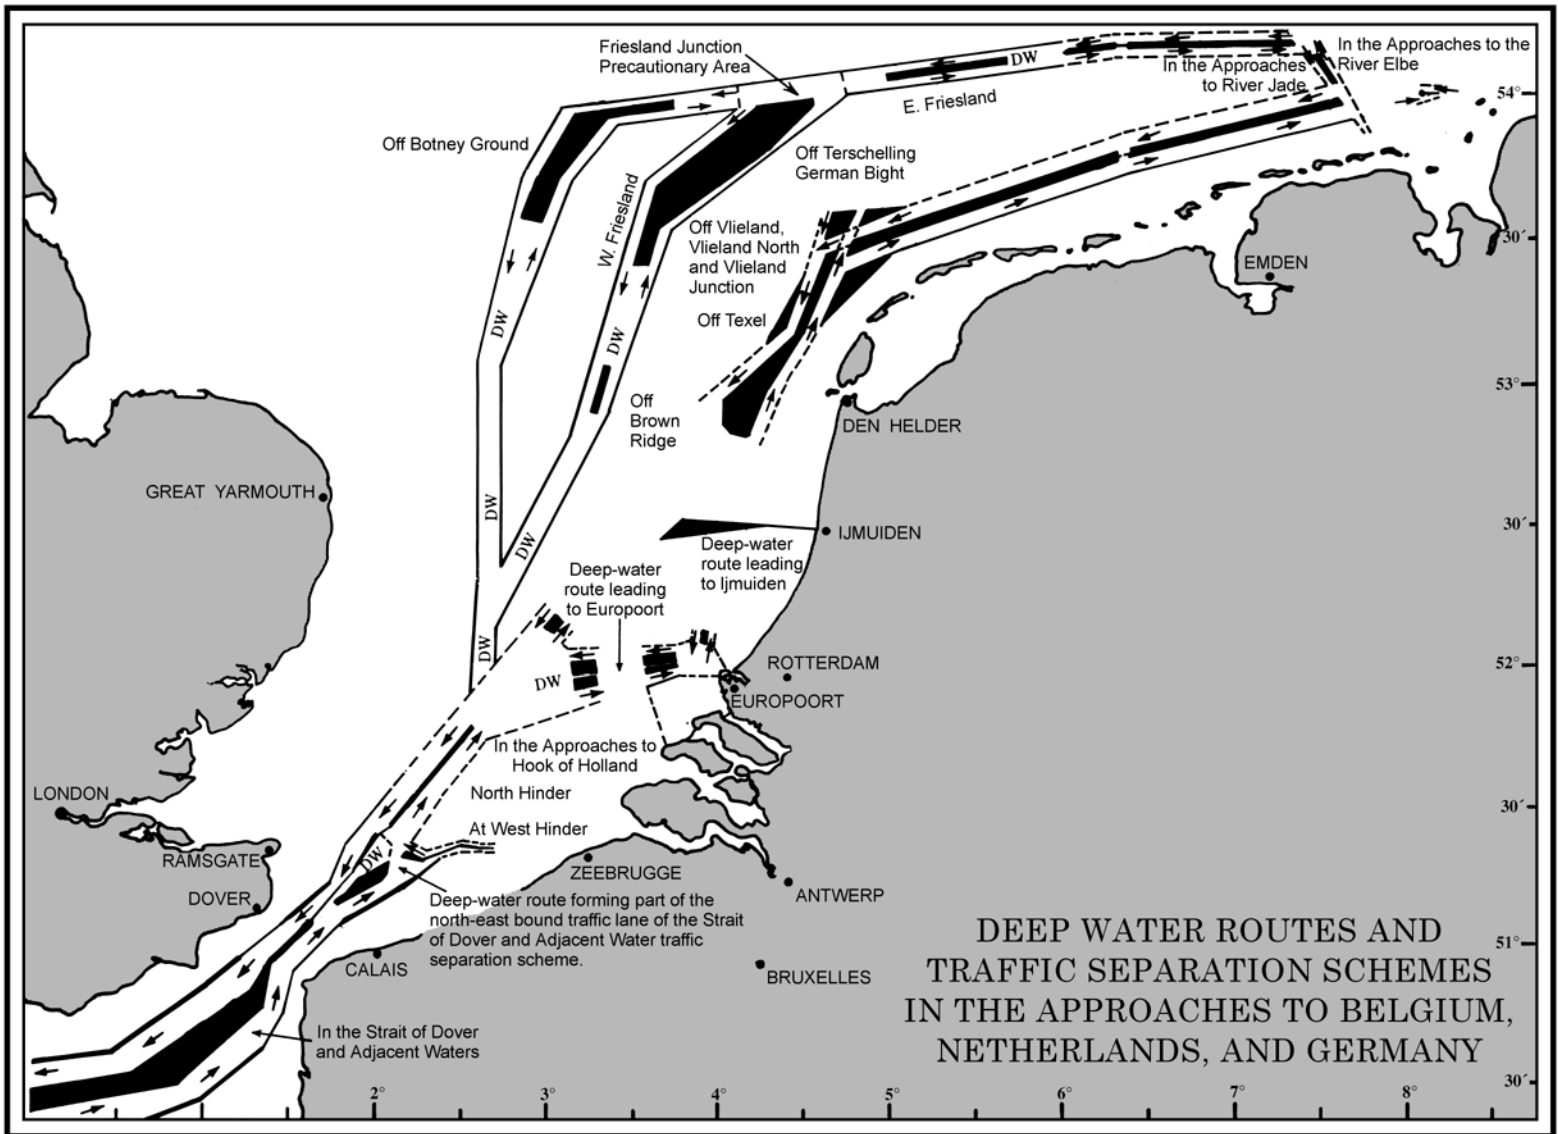 Friesland Junction
Precautionary Area
In the Approaches to the
River Elbe
In the Approaches
to River Jade
DW
E. Friesland
54°
Off Botney Ground
Off Terschelling
German Bight
W. Friesland
Off Vlieland,
Vlieland North
and Vlieland
Junction
30´
EMDEN
Off Texel
DW
DW
53°
Off
Brown
Ridge
DEN HELDER
GREAT YARMOUTH
DW
30´
IJMUIDEN
DW
Deep-water
route leading
to Ijmuiden
Deep-water
route leading
to Europoort
DW
DW
ROTTERDAM
52°
EUROPOORT
In the Approaches to
Hook of Holland
North Hinder
LONDON
30´
At West Hinder
DW
RAMSGATE
ZEEBRUGGE
DOVER
ANTWERP
Deep-water route forming part of the
north-east bound traffic lane of the Strait
of Dover and Adjacent Water traffic
separation scheme.
51°
CALAIS
BRUXELLES
In the Strait of Dover
and Adjacent Waters
DEEP WATER ROUTES AND
TRAFFIC SEPARATION SCHEMES
IN THE APPROACHES TO BELGIUM,
NETHERLANDS, AND GERMANY
30´
2°
3°
4°
5°
6°
7°
8°